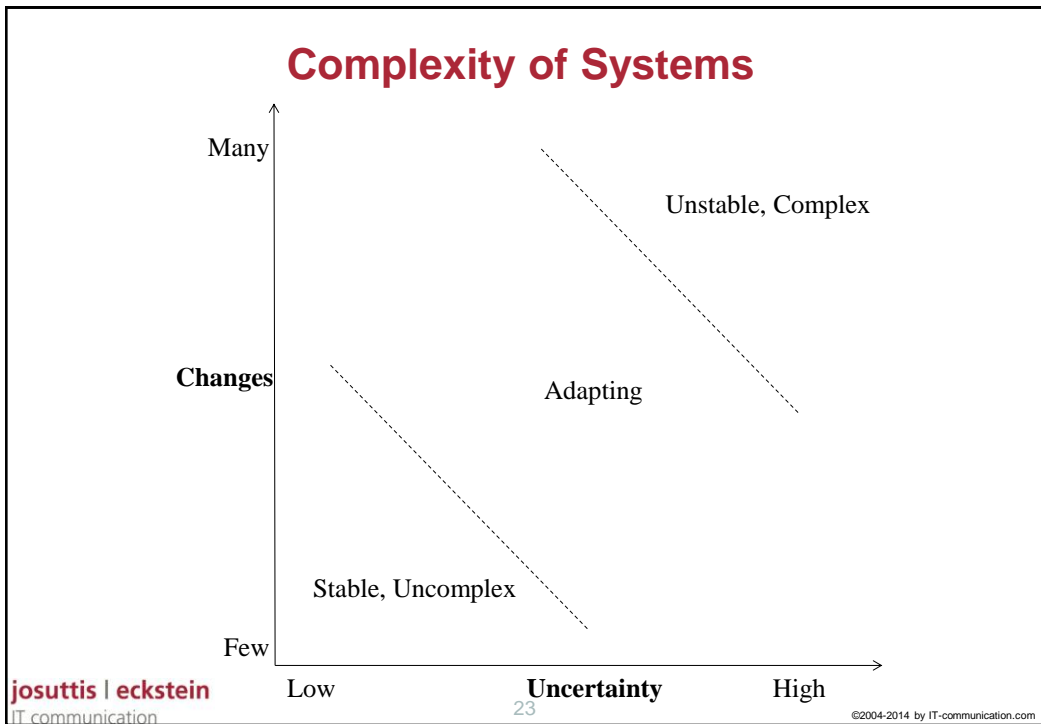 Complexity of Systems
Many
Unstable, Complex
Changes
Adapting
Stable, Uncomplex
Few
Low
Uncertainty
High
josuttis | eckstein
IT communication
23
©2004-2014 by IT-communication.com